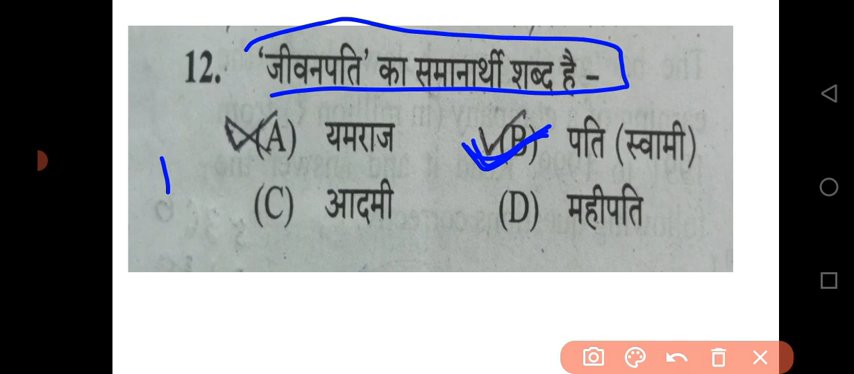 12. 'जीवनपति' का समानार्थी शब्द है –
(A) यमराज (B) पति (स्वामी)
(C) आदमी (D) महीपति